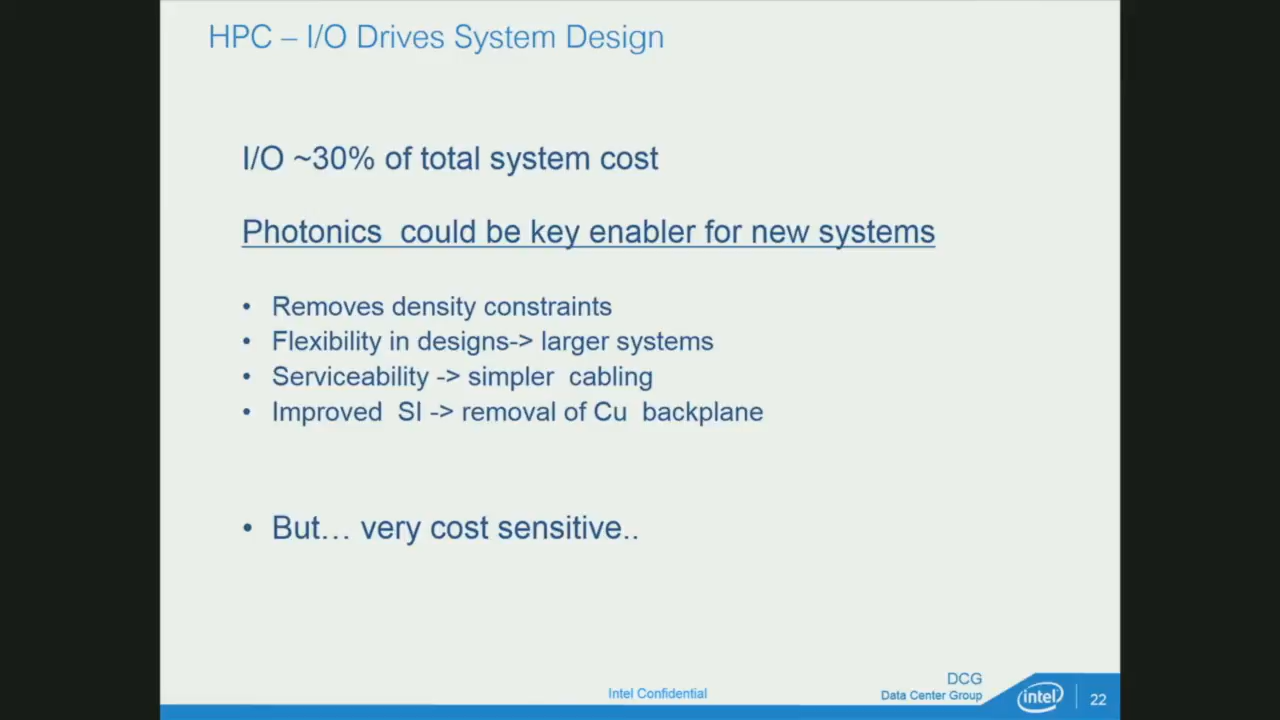 HPC – I/O Drives System Design
I/O ~30% of total system cost
Photonics could be key enabler for new systems
• Removes density constraints
• Flexibility in designs-> larger systems
• Serviceability -> simpler cabling
• Improved SI -> removal of Cu backplane
• But… very cost sensitive..
Intel Confidential
DCG
Data Center Group
intel
22